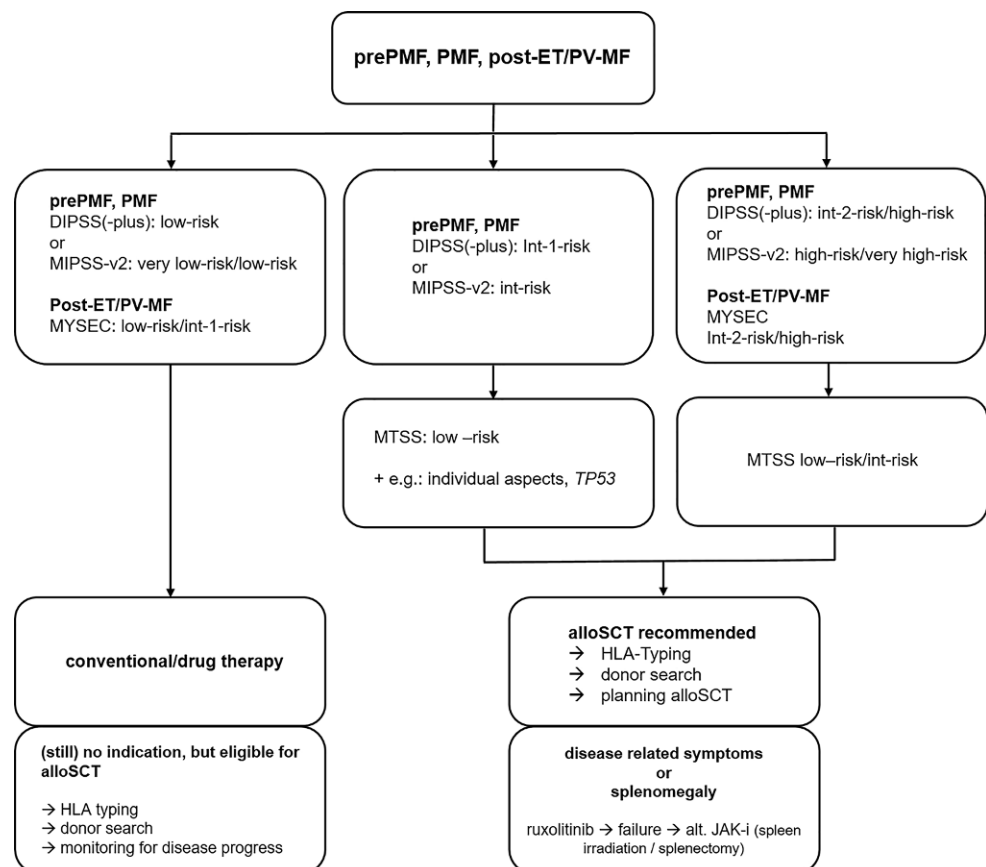 prePMF, PMF, post-ET/PV-MF
prePMF, PMF
DIPSS(-plus): low-risk
or
MIPSS-v2: very low-risk/low-risk
Post-ET/PV-MF
MYSEC: low-risk/int-1-risk
prePMF, PMF
DIPSS(-plus): Int-1-risk
or
MIPSS-v2: int-risk
prePMF, PMF
DIPSS(-plus): int-2-risk/high-risk
or
MIPSS-v2: high-risk/very high-risk
Post-ET/PV-MF
MYSEC
Int-2-risk/high-risk
MTSS: low –risk
+ e.g.: individual aspects, TP53
MTSS low–risk/int-risk
conventional/drug therapy
(still) no indication, but eligible for
alloSCT
→ HLA typing
→ donor search
→ monitoring for disease progress
alloSCT recommended
→ HLA-Typing
→ donor search
→ planning alloSCT
disease related symptoms
or
splenomegaly
ruxolitinib → failure → alt. JAK-i (spleen
irradiation / splenectomy)